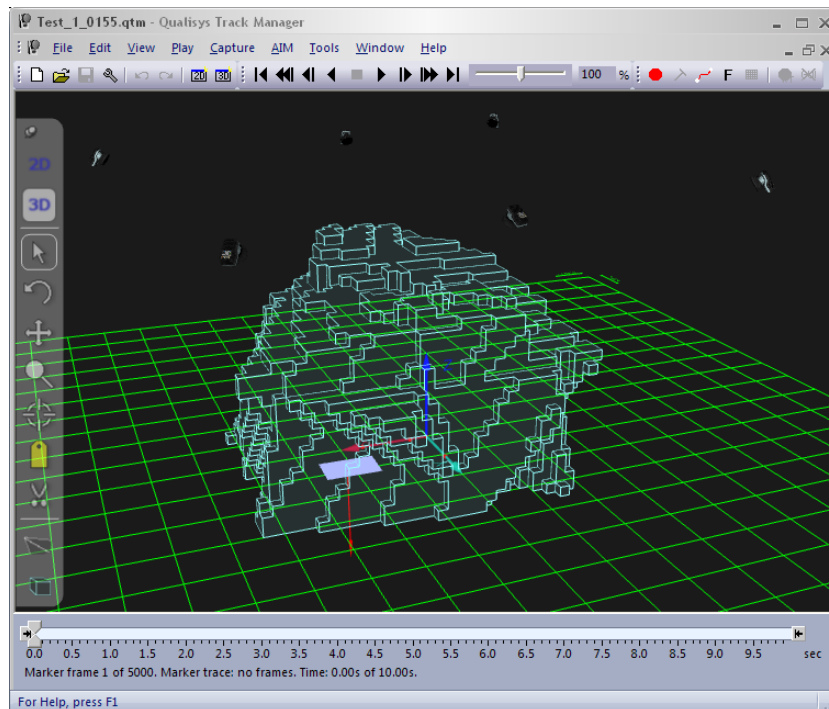 Test_1_0155.qtm - Qualisys Track Manager
File Edit View Play Capture AIM Tools Window Help
2D 3D 100 % F
2D
3D
0.0 0.5 1.0 1.5 2.0 2.5 3.0 3.5 4.0 4.5 5.0 5.5 6.0 6.5 7.0 7.5 8.0 8.5 9.0 9.5 sec
Marker frame 1 of 5000. Marker trace: no frames. Time: 0.00s of 10.00s.
For Help, press F1